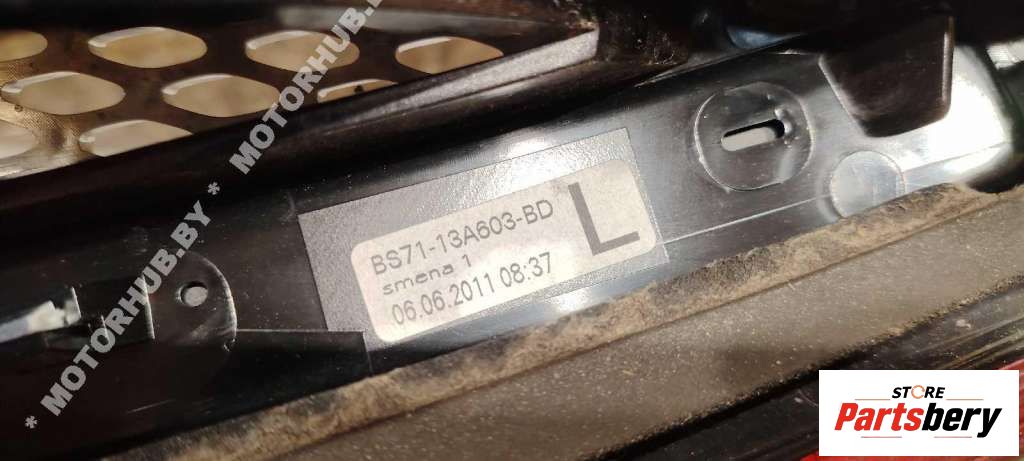 * MOTORHUB.BY * MOTORHUB.BY
BS71-13A603-BD
smena 1
06.06.2011 08:37
L
STORE
Partsbery